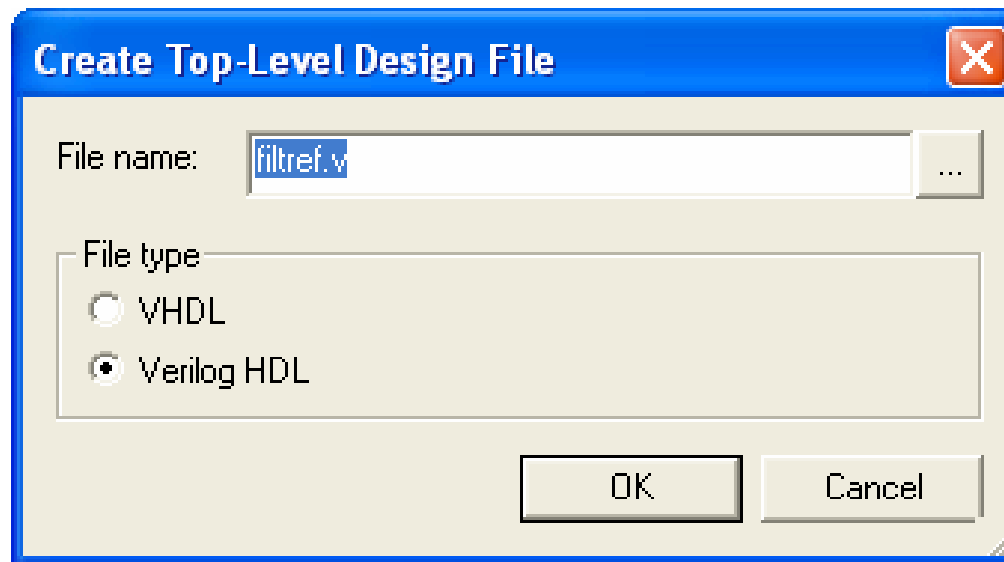 Create Top-Level Design File
File name: filtref.v ...
File type
VHDL
Verilog HDL
OK Cancel